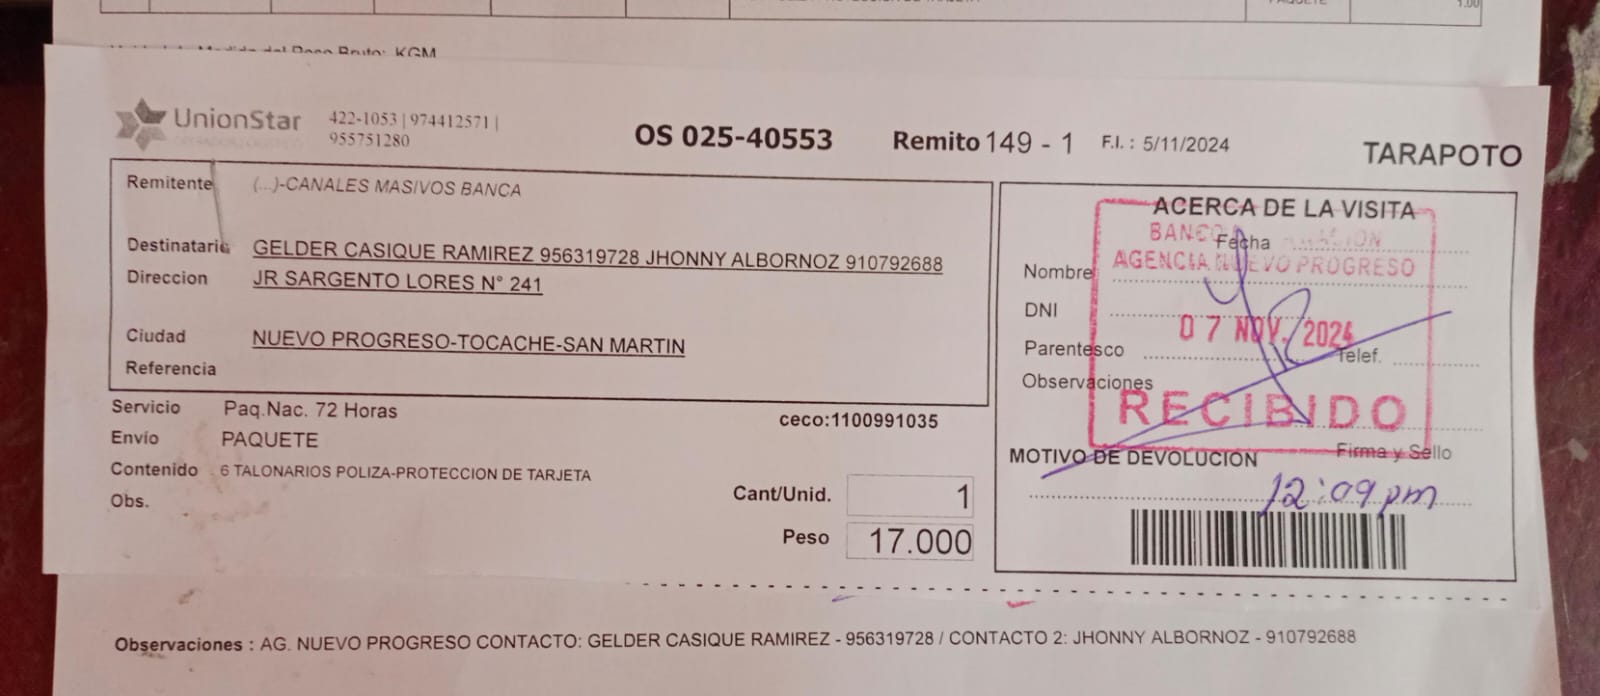 PAQUETE
1.00
KGM
UnionStar
422-1053 | 974412571 |
955751280
OS 025-40553
Remito 149 - 1
F.I. : 5/11/2024
TARAPOTO
Remitente (...)-CANALES MASIVOS BANCA
Destinatario GELDER CASIQUE RAMIREZ 956319728 JHONNY ALBORNOZ 910792688
Direccion JR SARGENTO LORES N° 241
Ciudad NUEVO PROGRESO-TOCACHE-SAN MARTIN
Referencia
Servicio Paq.Nac. 72 Horas
ceco:1100991035
Envío PAQUETE
Contenido 6 TALONARIOS POLIZA-PROTECCION DE TARJETA
Obs.
Cant/Unid. 1
Peso 17.000
ACERCA DE LA VISITA
Fecha
Nombre
DNI
Parentesco
Telef.
Observaciones
Firma y Sello
AGENCIA NUEVO PROGRESO
07 NOV. 2024
RECIBIDO
MOTIVO DE DEVOLUCION
12:09 pm
Observaciones : AG. NUEVO PROGRESO CONTACTO: GELDER CASIQUE RAMIREZ - 956319728 / CONTACTO 2: JHONNY ALBORNOZ - 910792688